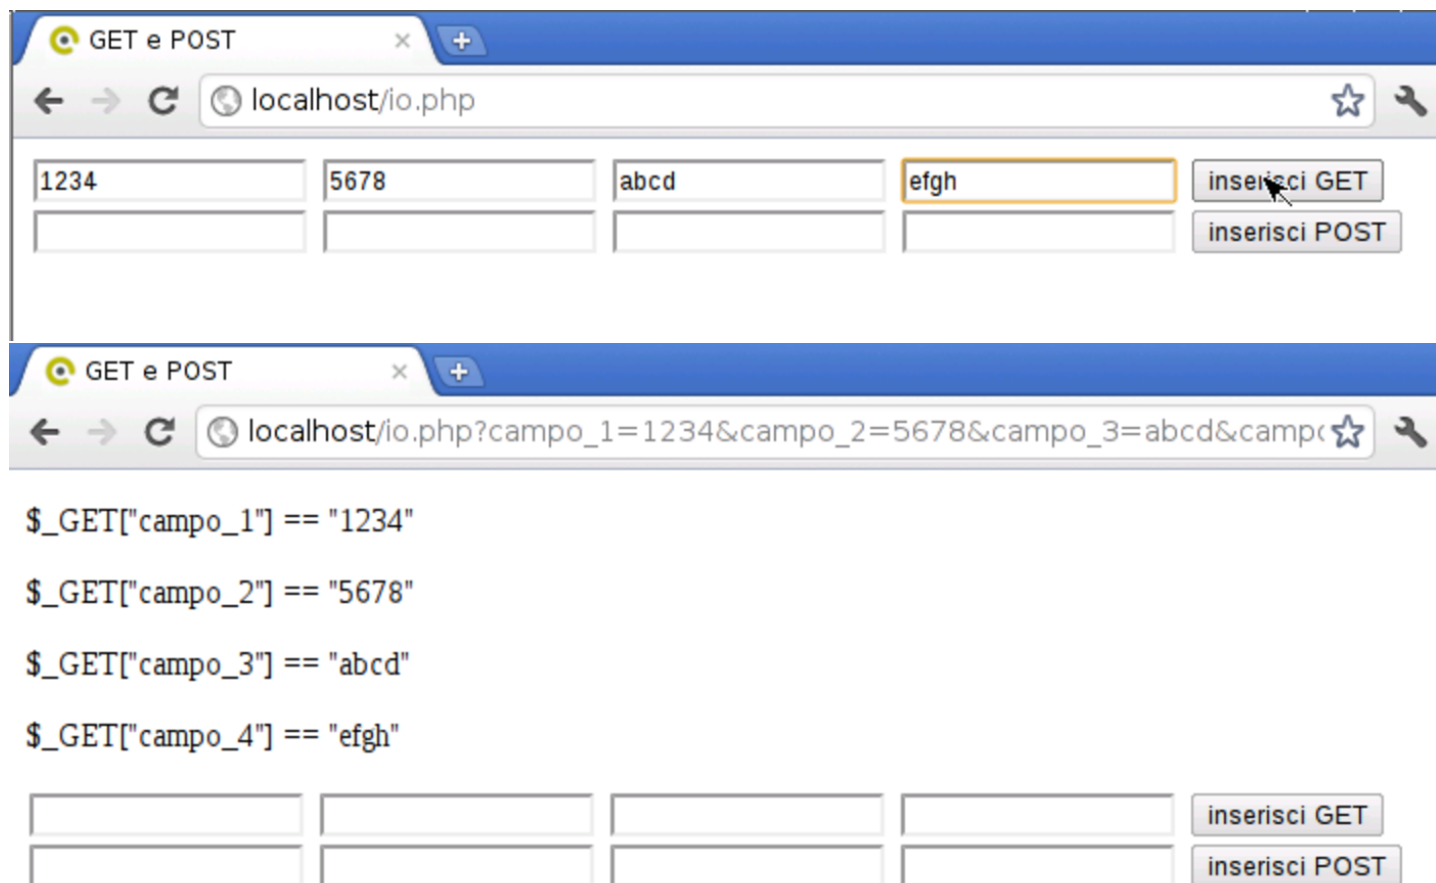 GET e POST
localhost/io.php
1234 5678 abcd efgh inserisci GET
inserisci POST
GET e POST
localhost/io.php?campo_1=1234&campo_2=5678&campo_3=abcd&camp
$_GET["campo_1"] == "1234"
$_GET["campo_2"] == "5678"
$_GET["campo_3"] == "abcd"
$_GET["campo_4"] == "efgh"
inserisci GET
inserisci POST